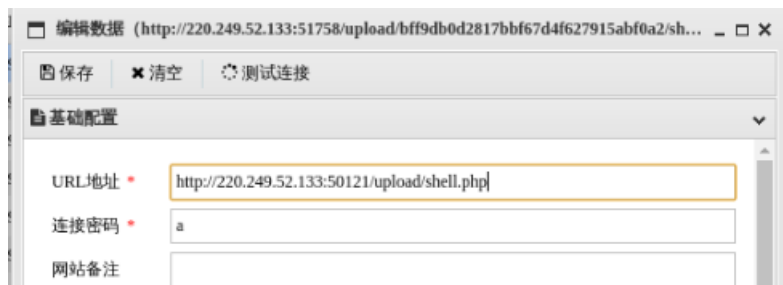 编辑数据（http://220.249.52.133:51758/upload/bff9db0d2817bbf67d4f627915abf0a2/sh...
保存 清空 测试连接
基础配置
URL地址 * http://220.249.52.133:50121/upload/shell.php
连接密码 * a
网站备注